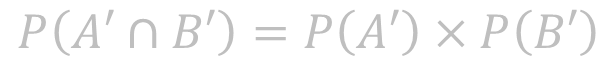 P(A′ ∩ B′) = P(A′) × P(B′)